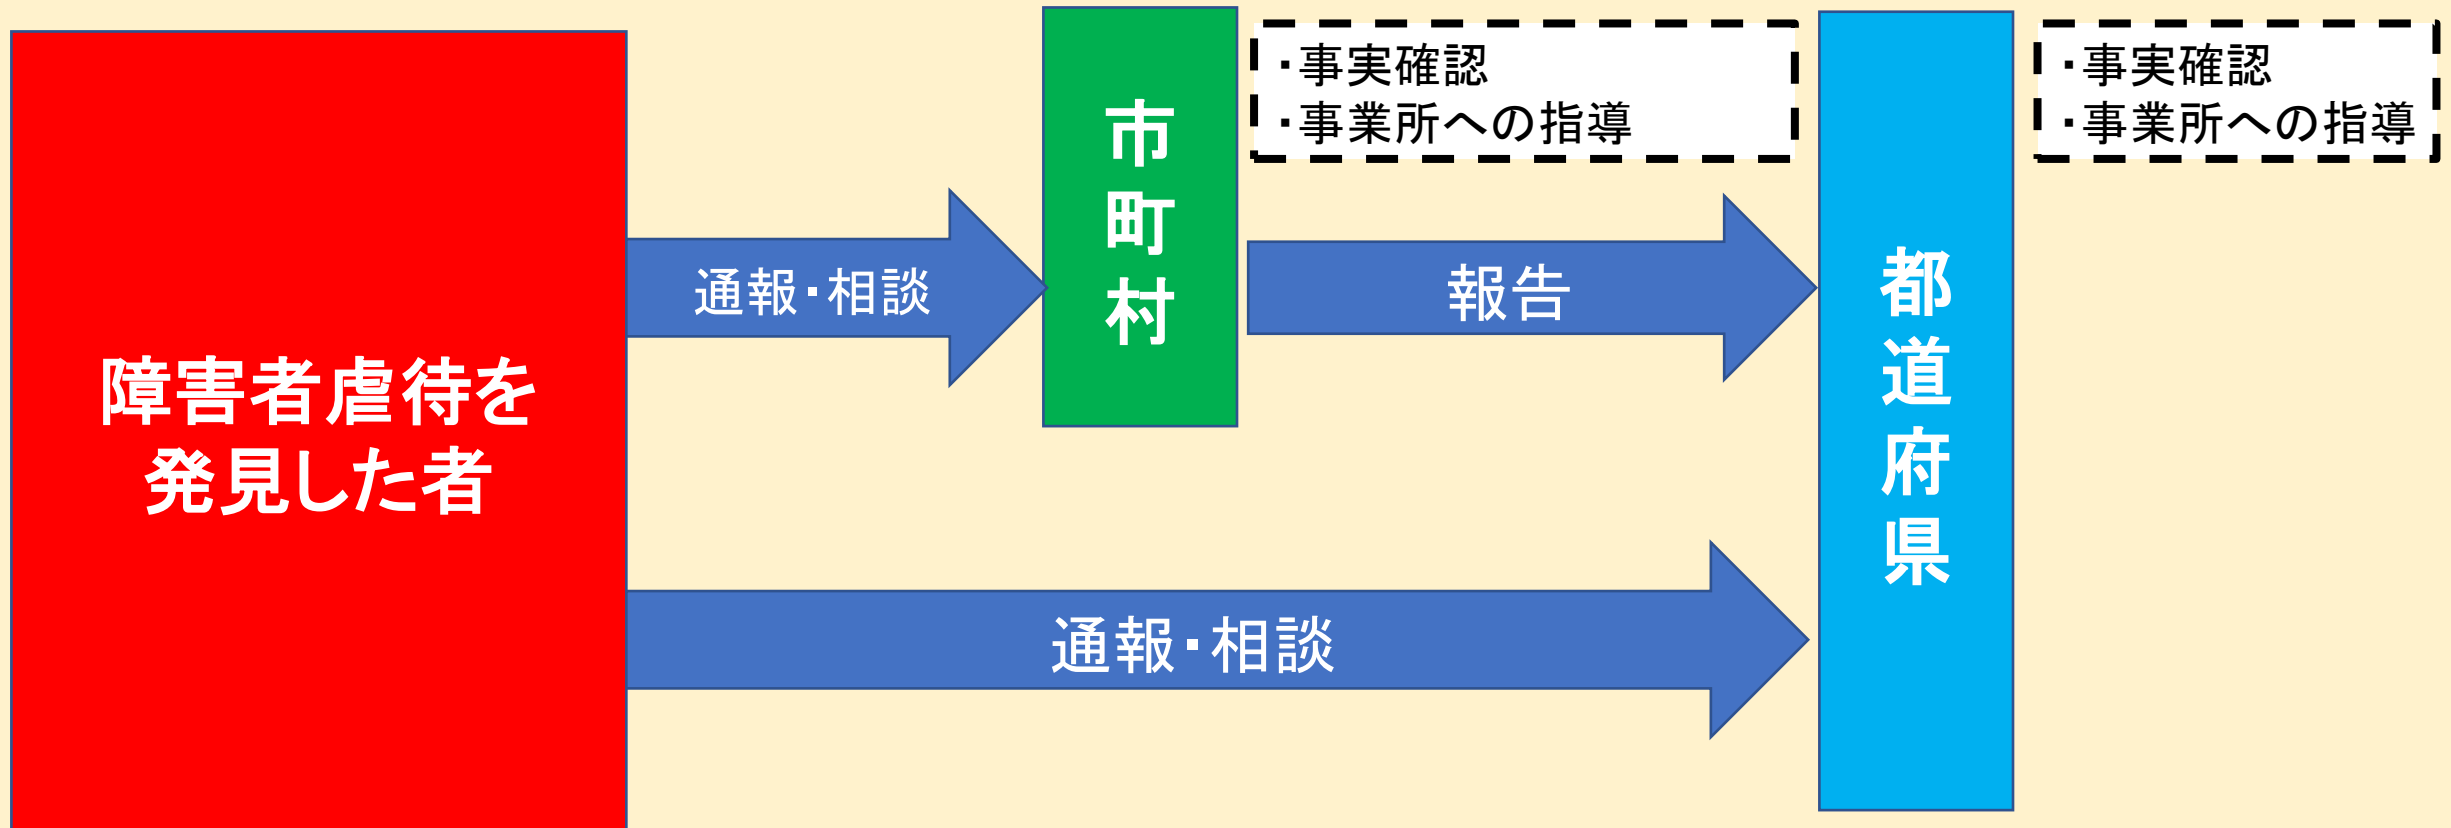 障害者虐待を
発見した者
通報・相談
市町村
・事実確認
・事業所への指導
報告
通報・相談
都道府県
・事実確認
・事業所への指導